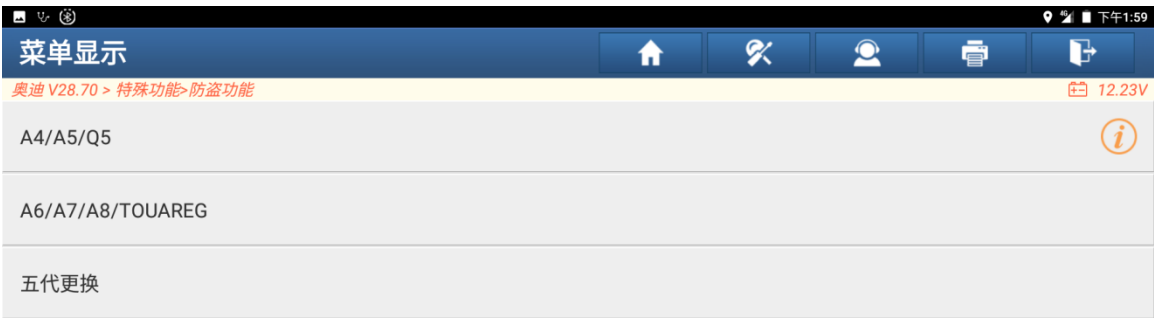 4G 下午1:59
菜单显示
奥迪 V28.70 > 特殊功能>防盗功能 12.23V
A4/A5/Q5
A6/A7/A8/TOUAREG
五代更换